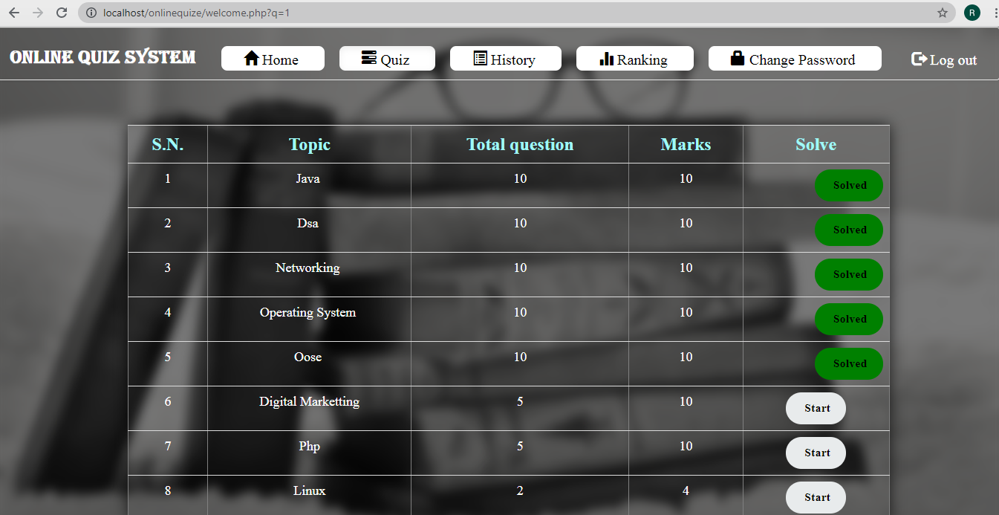 localhost/onlinequize/welcome.php?q=1
R
ONLINE QUIZ SYSTEM Home Quiz History Ranking Change Password Log out
S.N. Topic Total question Marks Solve
1 Java 10 10 Solved
2 Dsa 10 10 Solved
3 Networking 10 10 Solved
4 Operating System 10 10 Solved
5 Oose 10 10 Solved
6 Digital Marketting 5 10 Start
7 Php 5 10 Start
8 Linux 2 4 Start